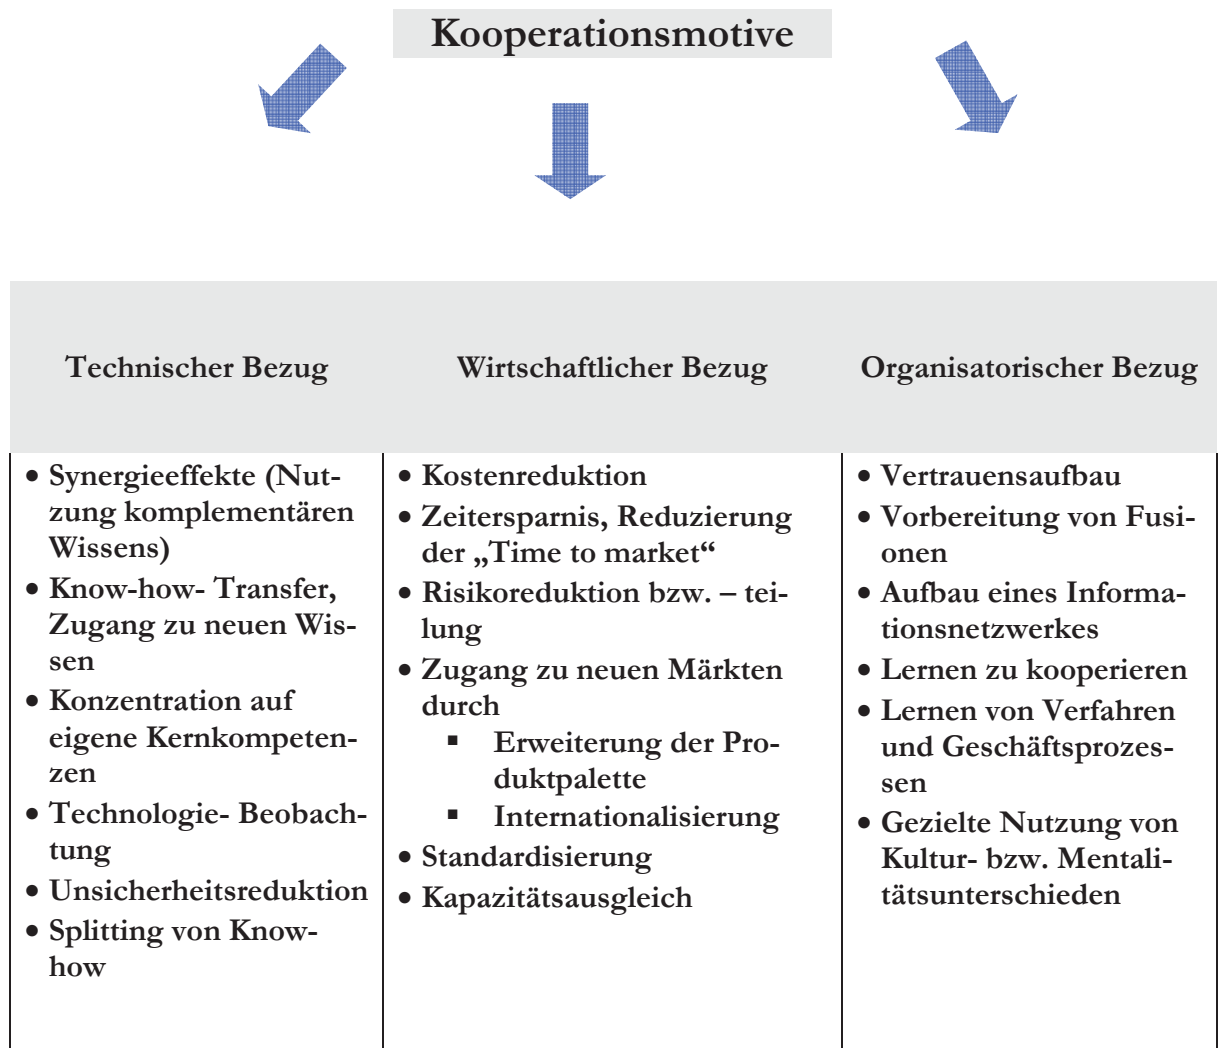 Kooperationsmotive
Technischer Bezug
Wirtschaftlicher Bezug
Organisatorischer Bezug
• Synergieeffekte (Nut-
zung komplementären
Wissens)
• Know-how- Transfer,
Zugang zu neuen Wis-
sen
• Konzentration auf
eigene Kernkompeten-
zen
• Technologie- Beobach-
tung
• Unsicherheitsreduktion
• Splitting von Know-
how
• Kostenreduktion
• Zeitersparnis, Reduzierung
der „Time to market“
• Risikoreduktion bzw. – tei-
lung
• Zugang zu neuen Märkten
durch
▪ Erweiterung der Pro-
duktpalette
▪ Internationalisierung
• Standardisierung
• Kapazitätsausgleich
• Vertrauensaufbau
• Vorbereitung von Fusi-
onen
• Aufbau eines Informa-
tionsnetzwerkes
• Lernen zu kooperieren
• Lernen von Verfahren
und Geschäftsprozes-
sen
• Gezielte Nutzung von
Kultur- bzw. Mentali-
tätsunterschieden